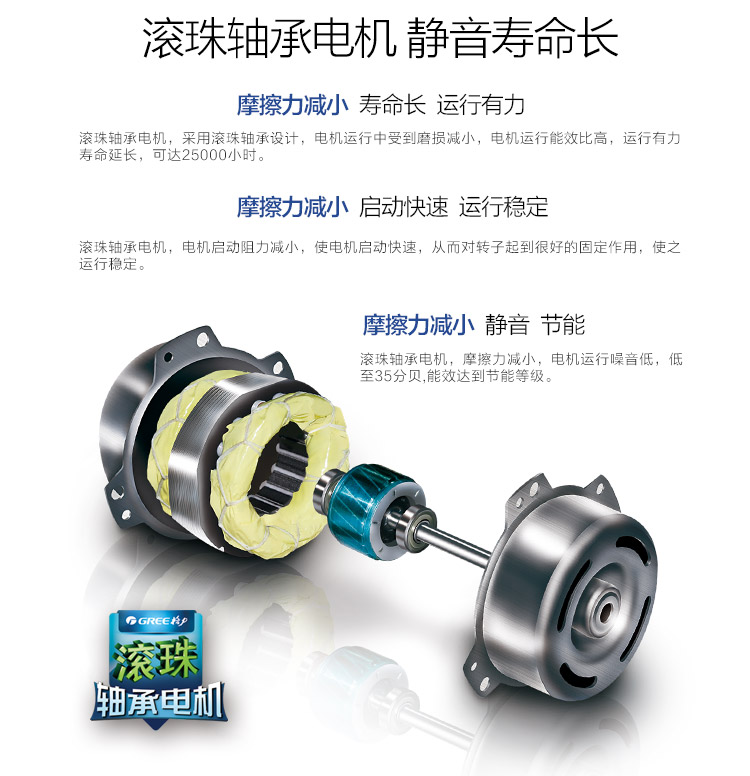 滚珠轴承电机 静音寿命长
摩擦力减小 寿命长 运行有力
滚珠轴承电机，采用滚珠轴承设计，电机运行中受到磨损减小，电机运行能效比高，运行有力
寿命延长，可达25000小时。
摩擦力减小 启动快速 运行稳定
滚珠轴承电机，电机启动阻力减小，使电机启动快速，从而对转子起到很好的固定作用，使之
运行稳定。
摩擦力减小 静音 节能
滚珠轴承电机，摩擦力减小，电机运行噪音低，低
至35分贝,能效达到节能等级。
GREE格力
滚珠
轴承电机